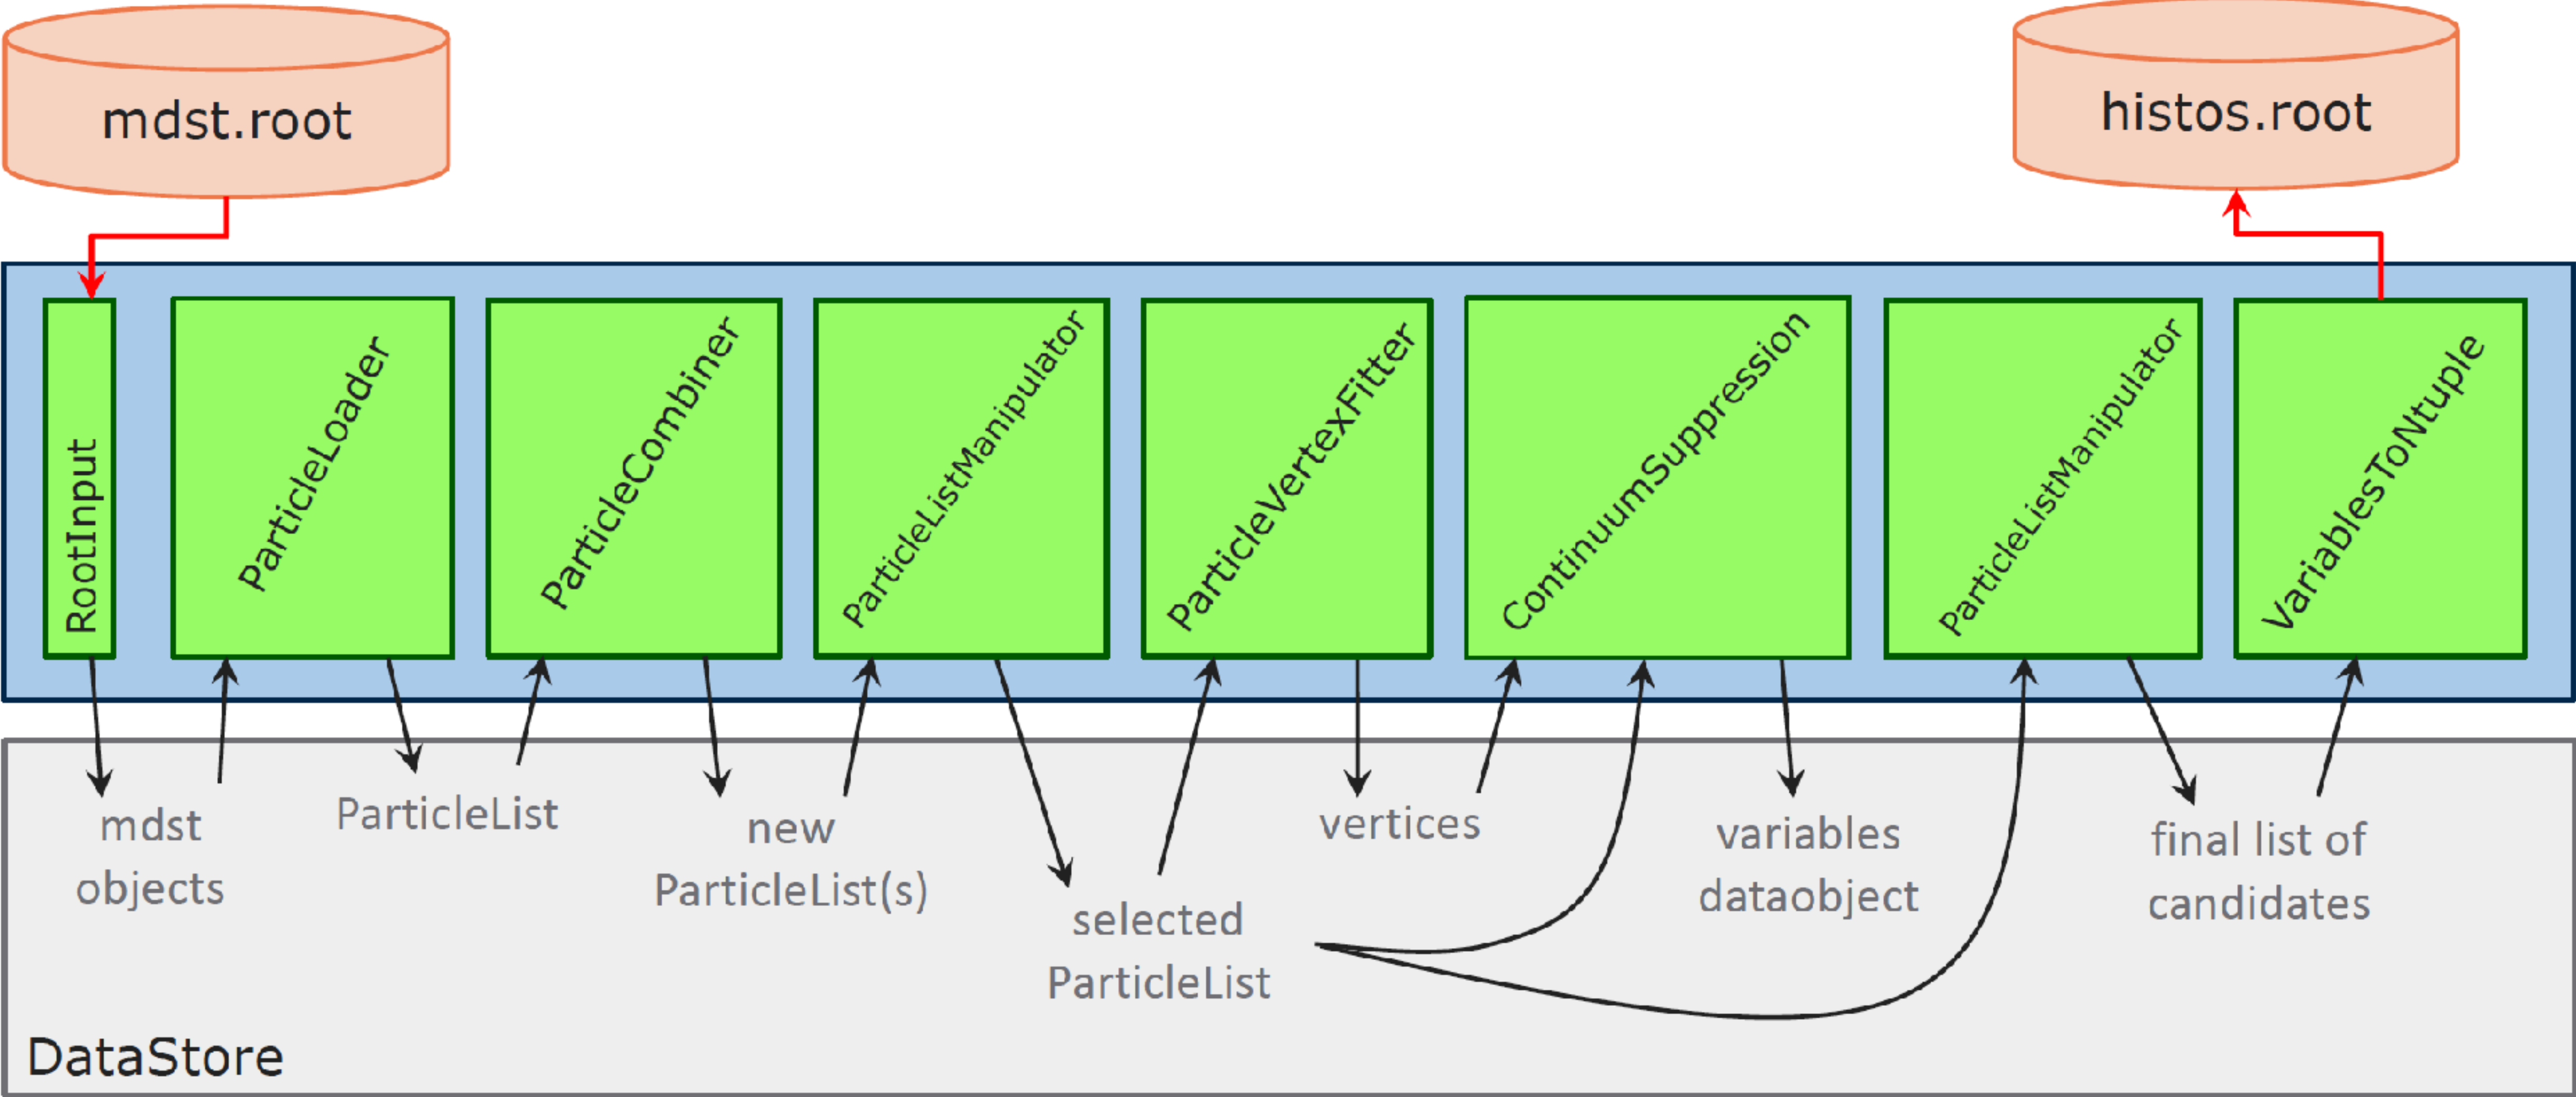 mdst.root
histos.root
RootInput
ParticleLoader
ParticleCombiner
ParticleListManipulator
ParticleVertexFitter
ContinuumSuppression
ParticleListManipulator
VariablesToNtuple
mdst
objects
ParticleList
new
ParticleList(s)
selected
ParticleList
vertices
variables
dataobject
final list of
candidates
DataStore